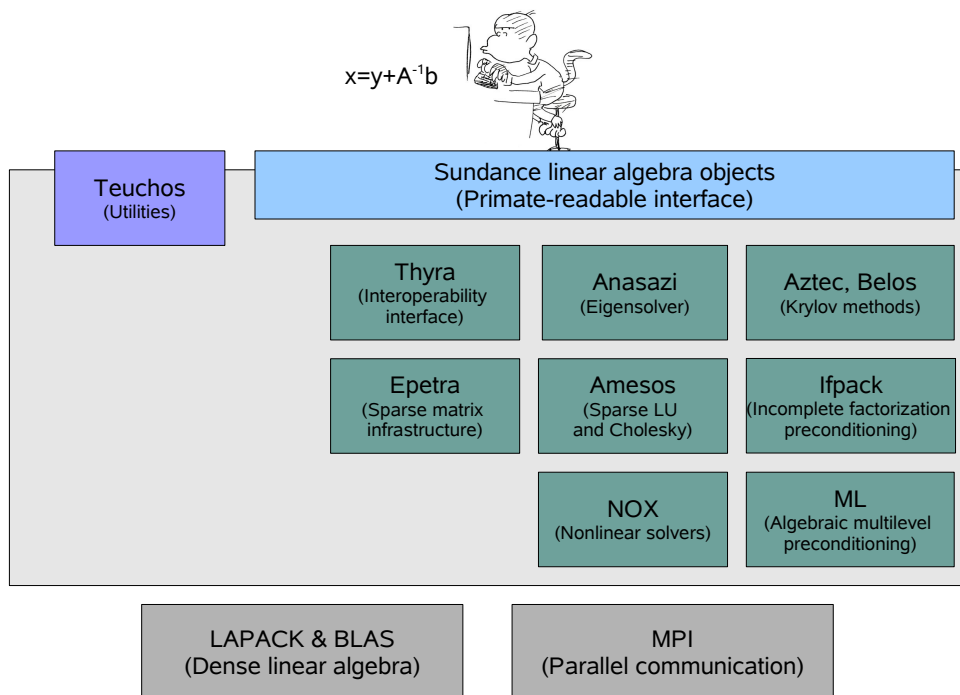 x=y+A⁻¹b
Teuchos
(Utilities)
Sundance linear algebra objects
(Primate-readable interface)
Thyra
(Interoperability
interface)
Anasazi
(Eigensolver)
Aztec, Belos
(Krylov methods)
Epetra
(Sparse matrix
infrastructure)
Amesos
(Sparse LU
and Cholesky)
Ifpack
(Incomplete factorization
preconditioning)
NOX
(Nonlinear solvers)
ML
(Algebraic multilevel
preconditioning)
LAPACK & BLAS
(Dense linear algebra)
MPI
(Parallel communication)